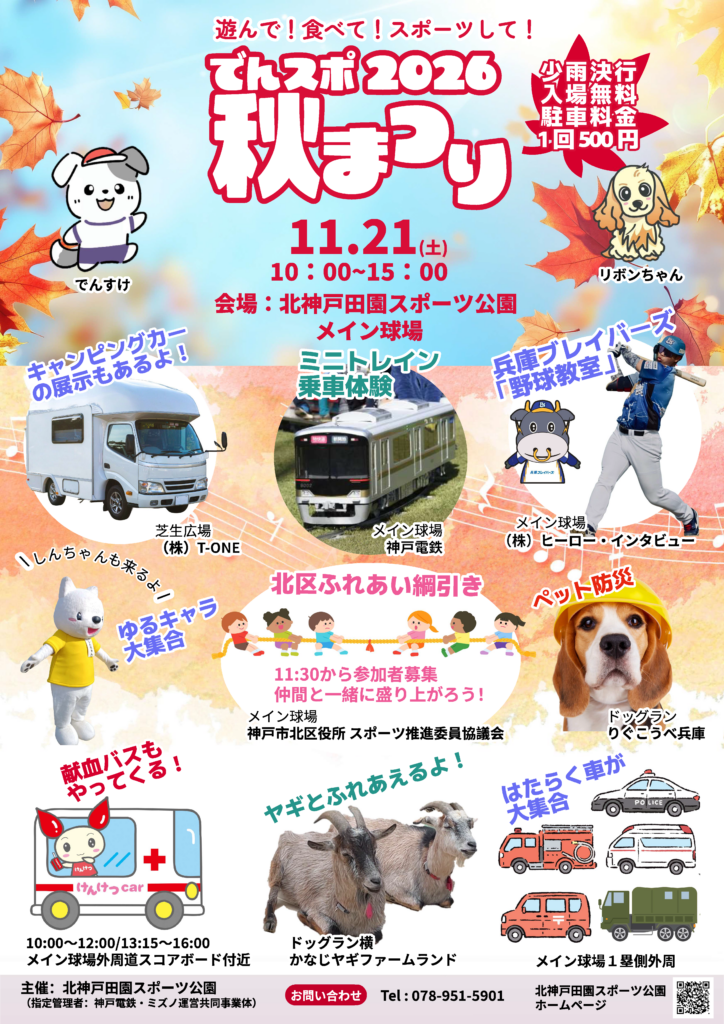 遊んで！食べて！スポーツして！
でんスポ2026
秋まつり
少雨決行
入場無料
駐車料金
1回500円
でんすけ
リボンちゃん
11.21(土)
10：00~15：00
会場：北神戸田園スポーツ公園
メイン球場
キャンピングカー
の展示もあるよ！
芝生広場
（株）T-ONE
ミニトレイン
乗車体験
メイン球場
神戸電鉄
兵庫ブレイバーズ
「野球教室」
兵庫ブレイバーズ
メイン球場
（株）ヒーロー・インタビュー
＼しんちゃんも来るよ／
ゆるキャラ
大集合
北区ふれあい綱引き
11:30から参加者募集
仲間と一緒に盛り上がろう！
メイン球場
神戸市北区役所 スポーツ推進委員協議会
ペット防災
ドッグラン
りぐこうべ兵庫
献血バスも
やってくる！
けんけつ
けんけつcar
10:00～12:00/13:15～16:00
メイン球場外周道スコアボード付近
ヤギとふれあえるよ！
ドッグラン横
かなじヤギファームランド
はたらく車が
大集合
POLICE
メイン球場１塁側外周
主催：北神戸田園スポーツ公園
（指定管理者：神戸電鉄・ミズノ運営共同事業体）
お問い合わせ
Tel : 078-951-5901
北神戸田園スポーツ公園
ホームページ